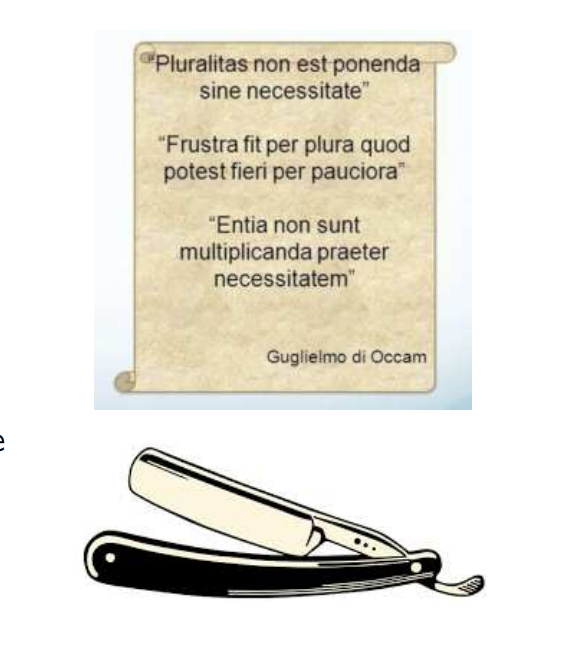 “Pluralitas non est ponenda
sine necessitate”
“Frustra fit per plura quod
potest fieri per pauciora”
“Entia non sunt
multiplicanda praeter
necessitatem”
Guglielmo di Occam
e